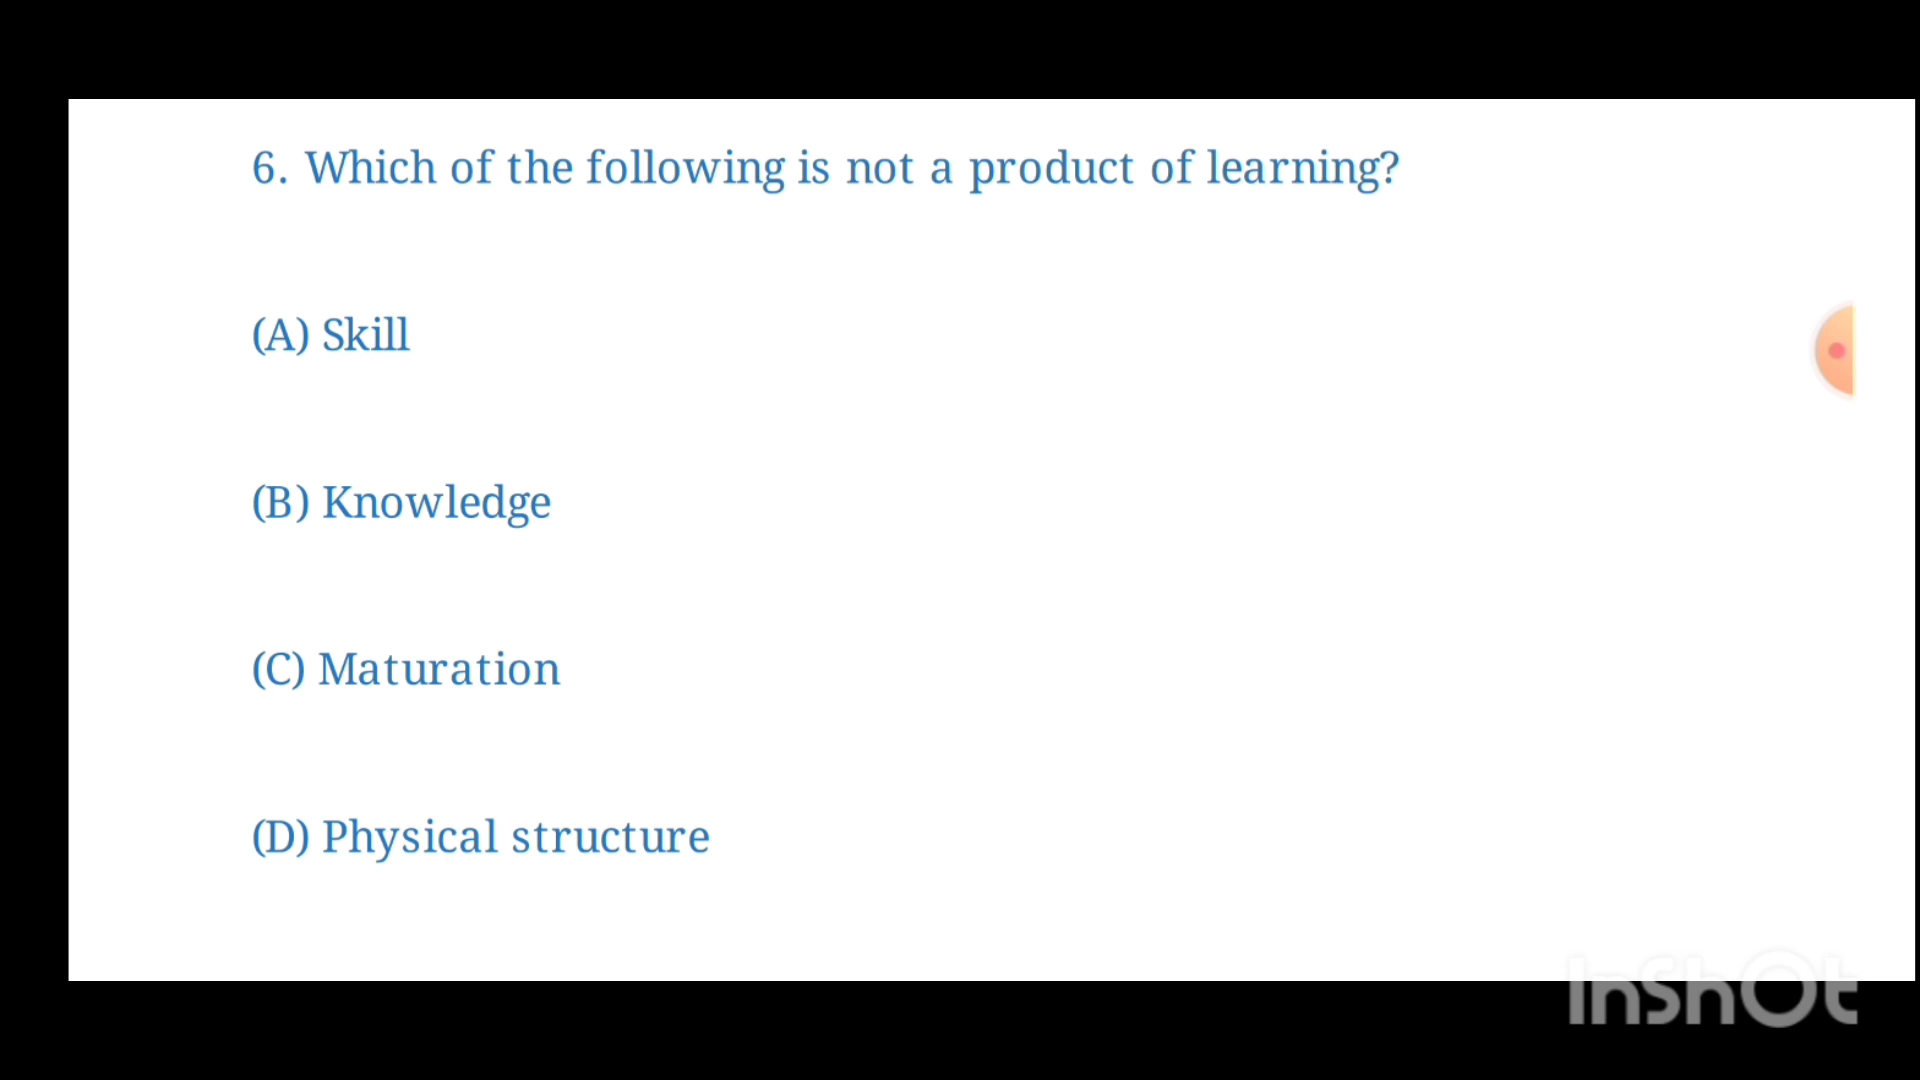 6. Which of the following is not a product of learning?
(A) Skill
(B) Knowledge
(C) Maturation
(D) Physical structure
InShOt